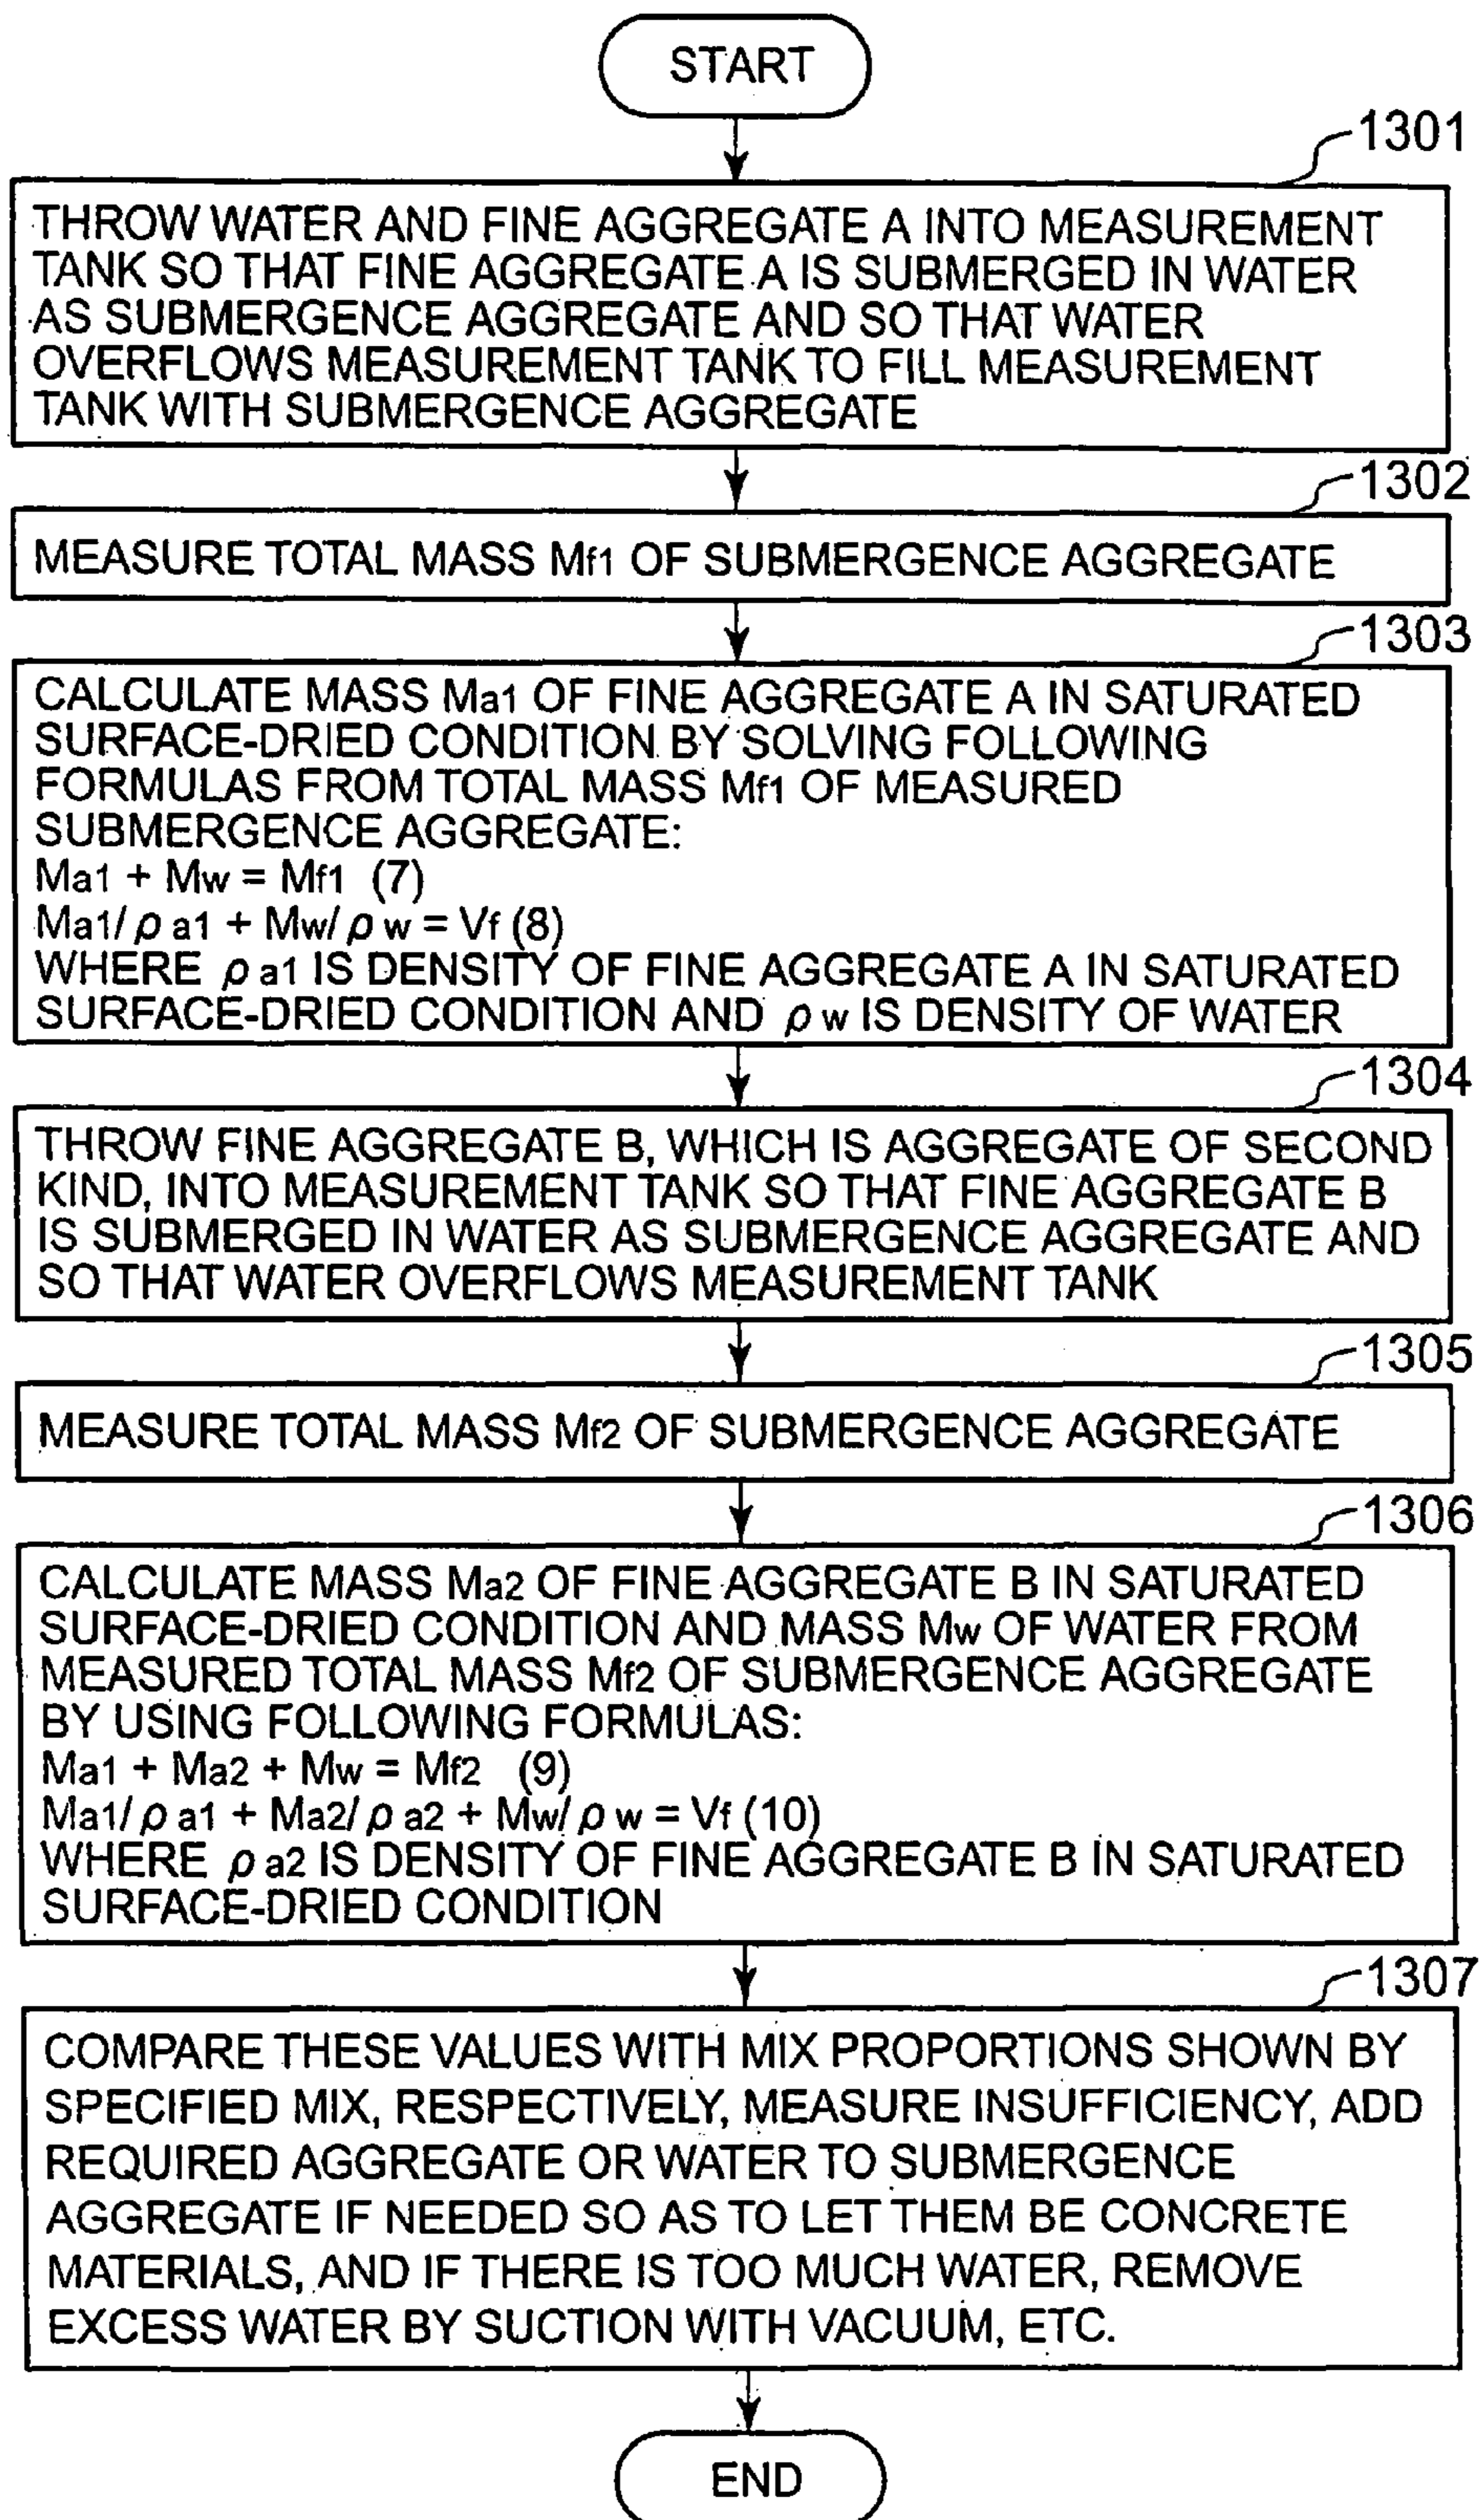 START
1301
THROW WATER AND FINE AGGREGATE A INTO MEASUREMENT
TANK SO THAT FINE AGGREGATE A IS SUBMERGED IN WATER
AS SUBMERGENCE AGGREGATE AND SO THAT WATER
OVERFLOWS MEASUREMENT TANK TO FILL MEASUREMENT
TANK WITH SUBMERGENCE AGGREGATE
1302
MEASURE TOTAL MASS Mf1 OF SUBMERGENCE AGGREGATE
1303
CALCULATE MASS Ma1 OF FINE AGGREGATE A IN SATURATED
SURFACE-DRIED CONDITION BY SOLVING FOLLOWING
FORMULAS FROM TOTAL MASS Mf1 OF MEASURED
SUBMERGENCE AGGREGATE:
Ma1 + Mw = Mf1 (7)
Ma1/ρa1 + Mw/ρw = Vf (8)
WHERE ρa1 IS DENSITY OF FINE AGGREGATE A IN SATURATED
SURFACE-DRIED CONDITION AND ρw IS DENSITY OF WATER
1304
THROW FINE AGGREGATE B, WHICH IS AGGREGATE OF SECOND
KIND, INTO MEASUREMENT TANK SO THAT FINE AGGREGATE B
IS SUBMERGED IN WATER AS SUBMERGENCE AGGREGATE AND
SO THAT WATER OVERFLOWS MEASUREMENT TANK
1305
MEASURE TOTAL MASS Mf2 OF SUBMERGENCE AGGREGATE
1306
CALCULATE MASS Ma2 OF FINE AGGREGATE B IN SATURATED
SURFACE-DRIED CONDITION AND MASS Mw OF WATER FROM
MEASURED TOTAL MASS Mf2 OF SUBMERGENCE AGGREGATE
BY USING FOLLOWING FORMULAS:
Ma1 + Ma2 + Mw = Mf2 (9)
Ma1/ρa1 + Ma2/ρa2 + Mw/ρw = Vf (10)
WHERE ρa2 IS DENSITY OF FINE AGGREGATE B IN SATURATED
SURFACE-DRIED CONDITION
1307
COMPARE THESE VALUES WITH MIX PROPORTIONS SHOWN BY
SPECIFIED MIX, RESPECTIVELY, MEASURE INSUFFICIENCY, ADD
REQUIRED AGGREGATE OR WATER TO SUBMERGENCE
AGGREGATE IF NEEDED SO AS TO LET THEM BE CONCRETE
MATERIALS, AND IF THERE IS TOO MUCH WATER, REMOVE
EXCESS WATER BY SUCTION WITH VACUUM, ETC.
END